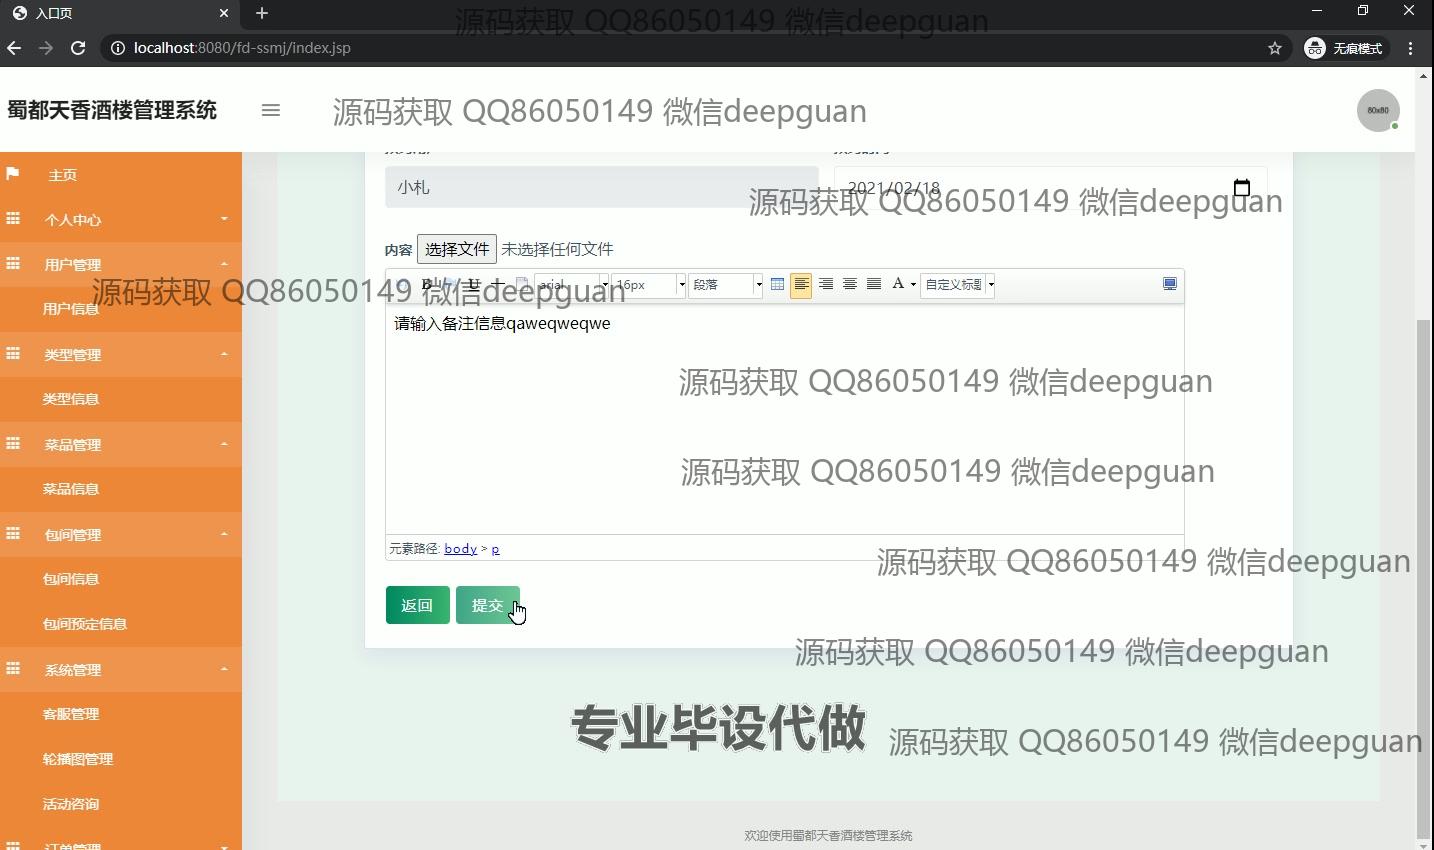 入口页
源码获取 QQ86050149 微信deepguan
localhost:8080/fd-ssmj/index.jsp
无痕模式
蜀都天香酒楼管理系统
源码获取 QQ86050149 微信deepguan
80x80
主页
个人中心
用户管理
用户信息
类型管理
类型信息
菜品管理
菜品信息
包间管理
包间信息
包间预定信息
系统管理
客服管理
轮播图管理
活动咨询
订单管理
小札
2021/02/18
源码获取 QQ86050149 微信deepguan
内容 选择文件 未选择任何文件
源码获取 QQ86050149 微信deepguan
B I U arial 16px 段落 A 自定义标题
请输入备注信息qaweqweqwe
源码获取 QQ86050149 微信deepguan
源码获取 QQ86050149 微信deepguan
元素路径: body > p
源码获取 QQ86050149 微信deepguan
返回 提交
源码获取 QQ86050149 微信deepguan
专业毕设代做
源码获取 QQ86050149 微信deepguan
欢迎使用蜀都天香酒楼管理系统